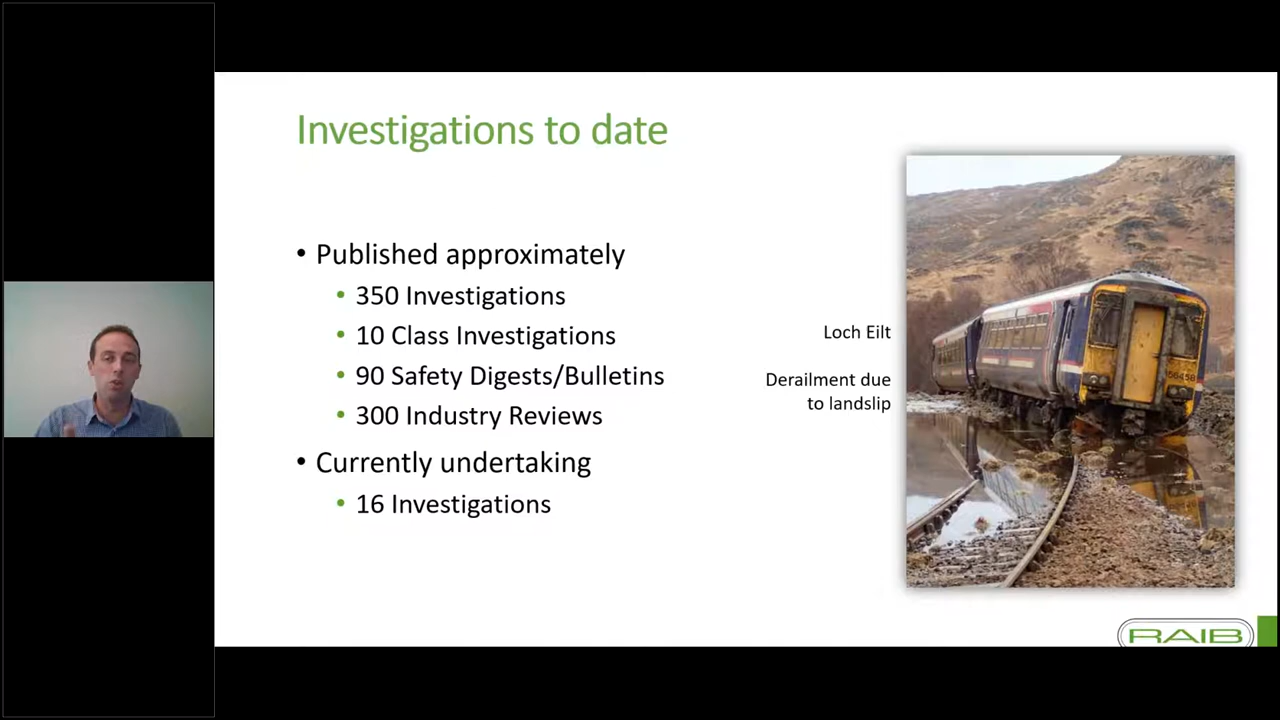 Investigations to date
• Published approximately
• 350 Investigations
• 10 Class Investigations
• 90 Safety Digests/Bulletins
• 300 Industry Reviews
• Currently undertaking
• 16 Investigations
Loch Eilt
Derailment due
to landslip
RAIB